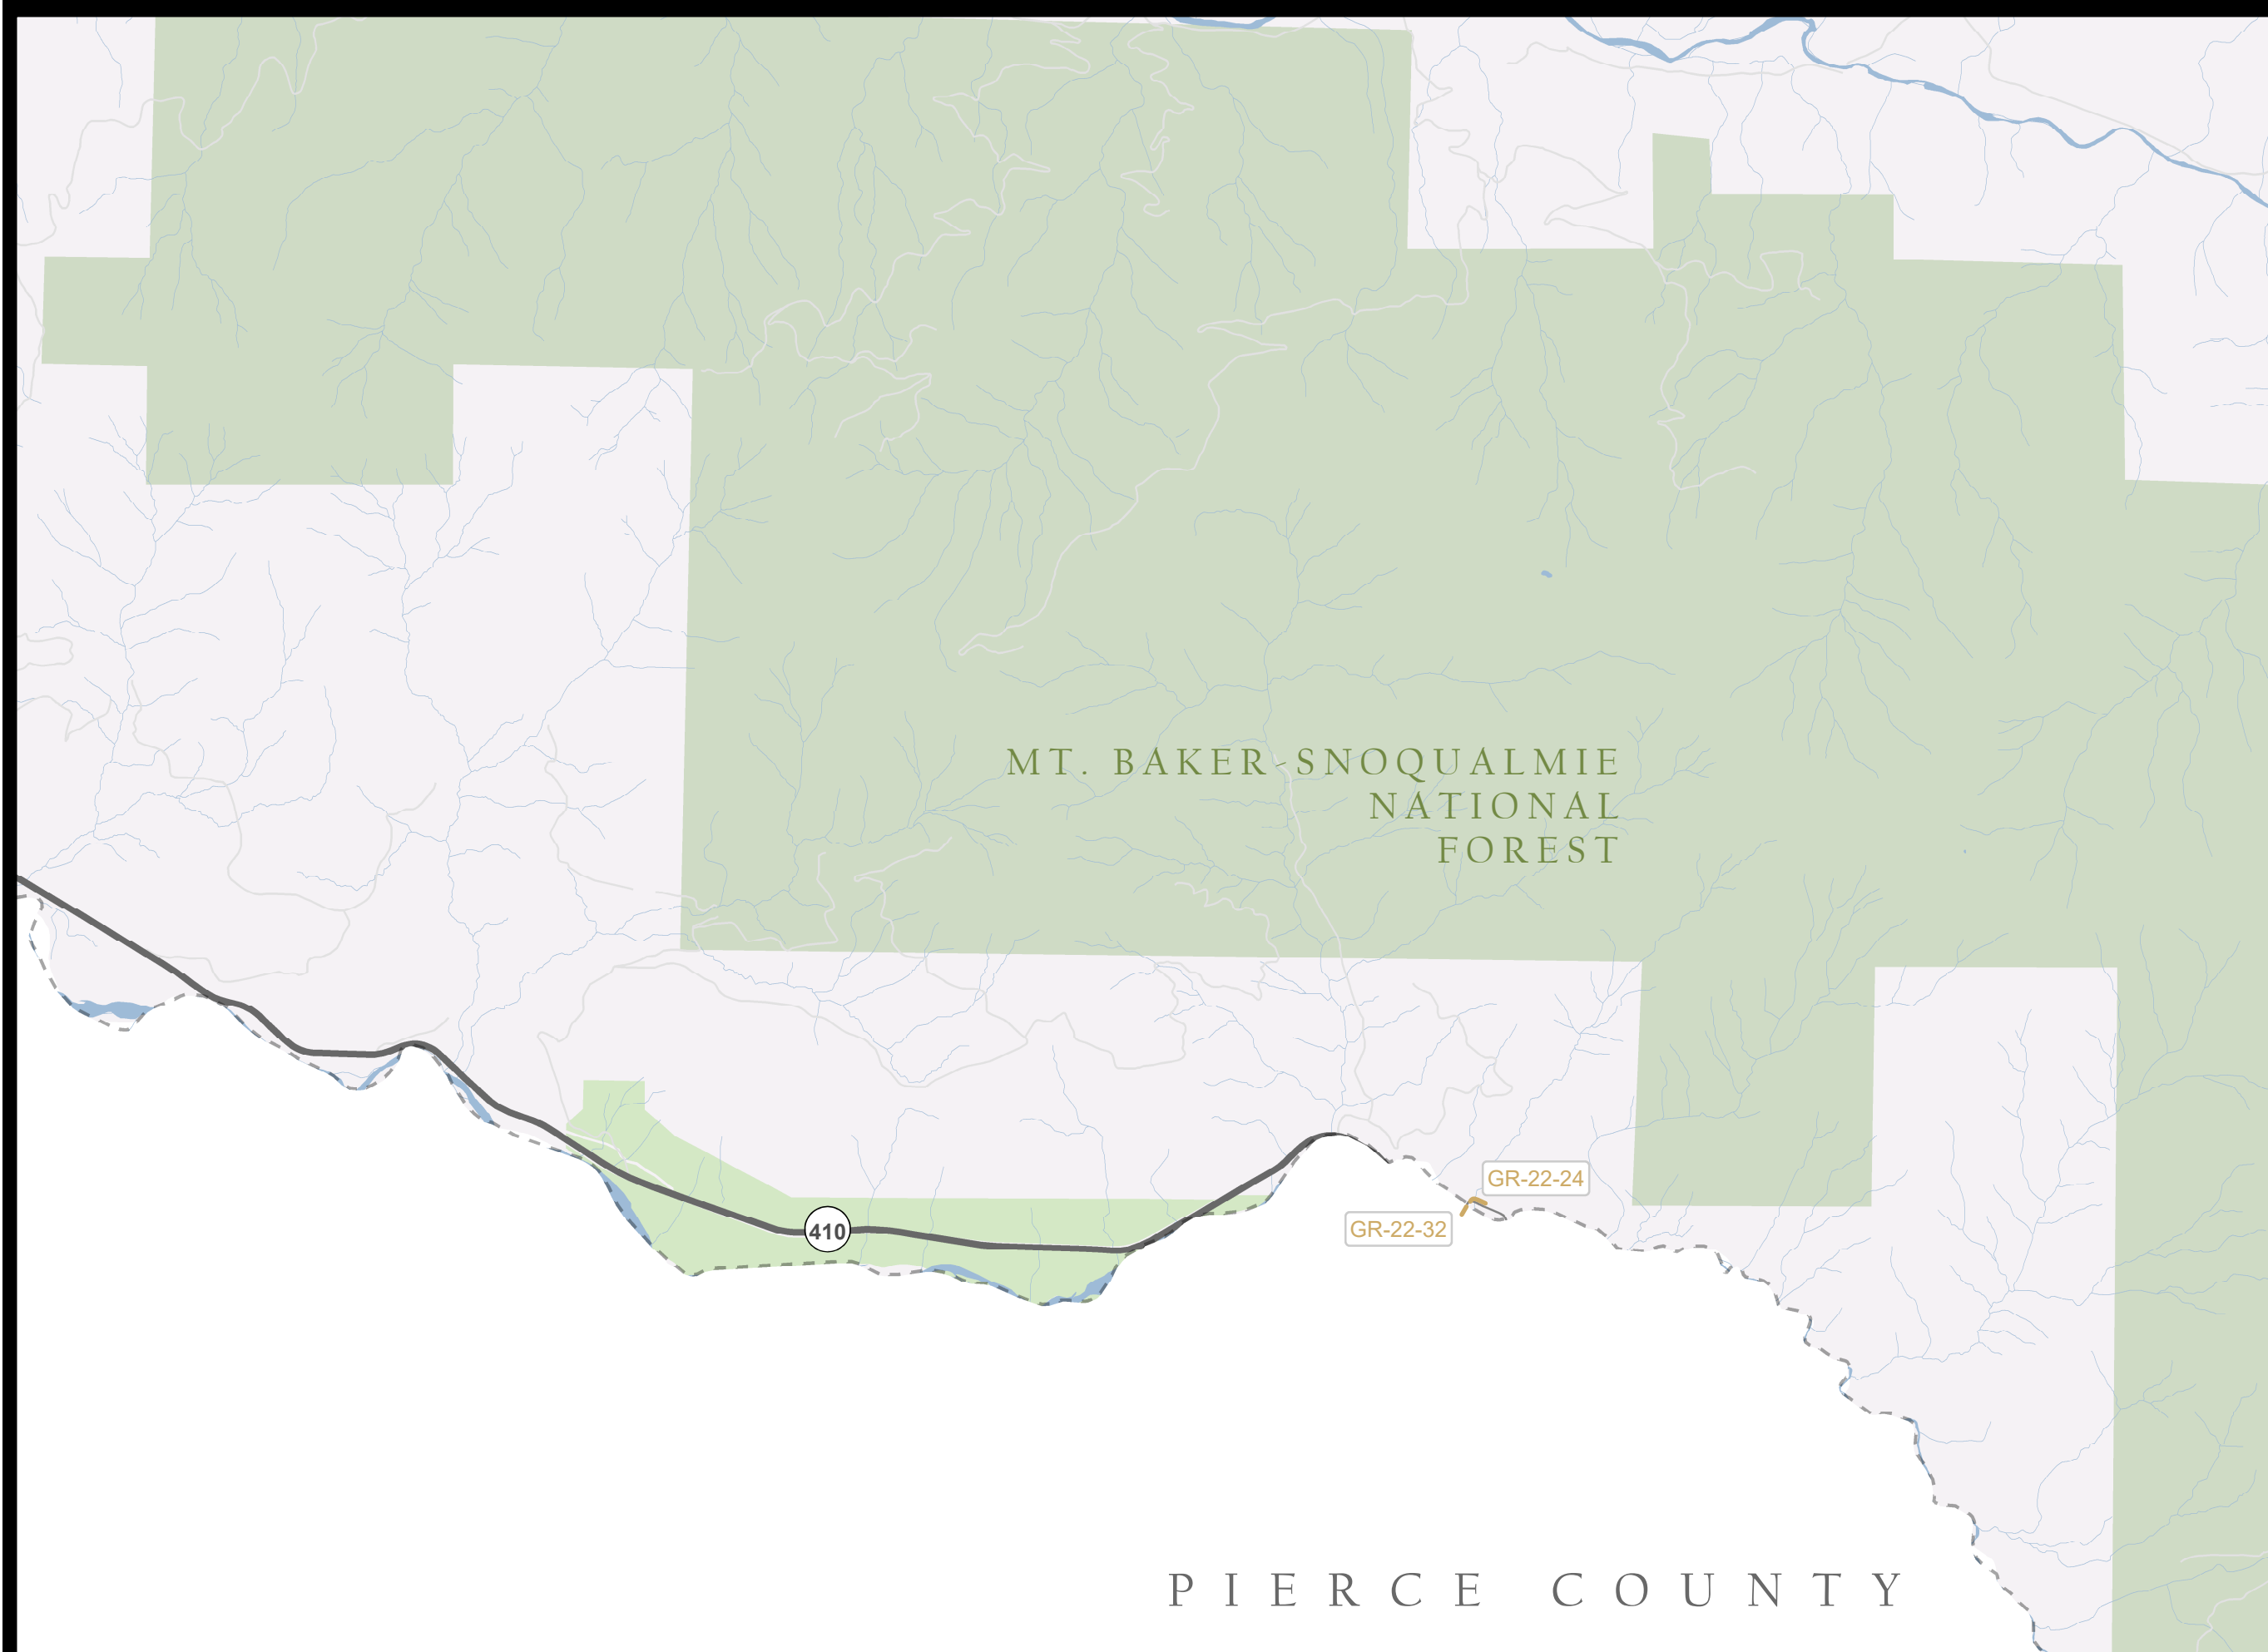 MT. BAKER-SNOQUALMIE
NATIONAL
FOREST
GR-22-24
GR-22-32
410
PIERCE COUNTY